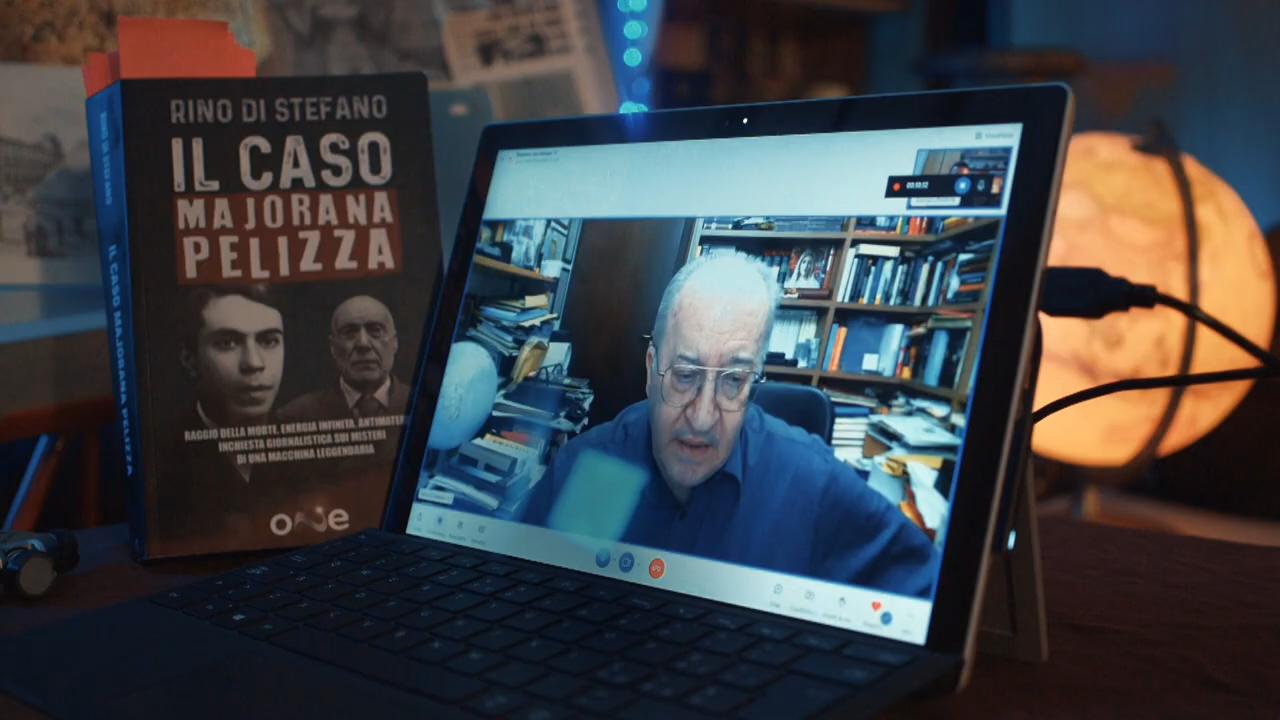 RINO DI STEFANO
IL CASO
MAJORANA
PELIZZA
RAGGIO DELLA MORTE, ENERGIA INFINITA, ANTIMATER
INCHIESTA GIORNALISTICA SUI MISTERI
DI UNA MACCHINA LEGGENDARIA
oNe
RINO DI STEFANO
IL CASO MAJORANA PELIZZA